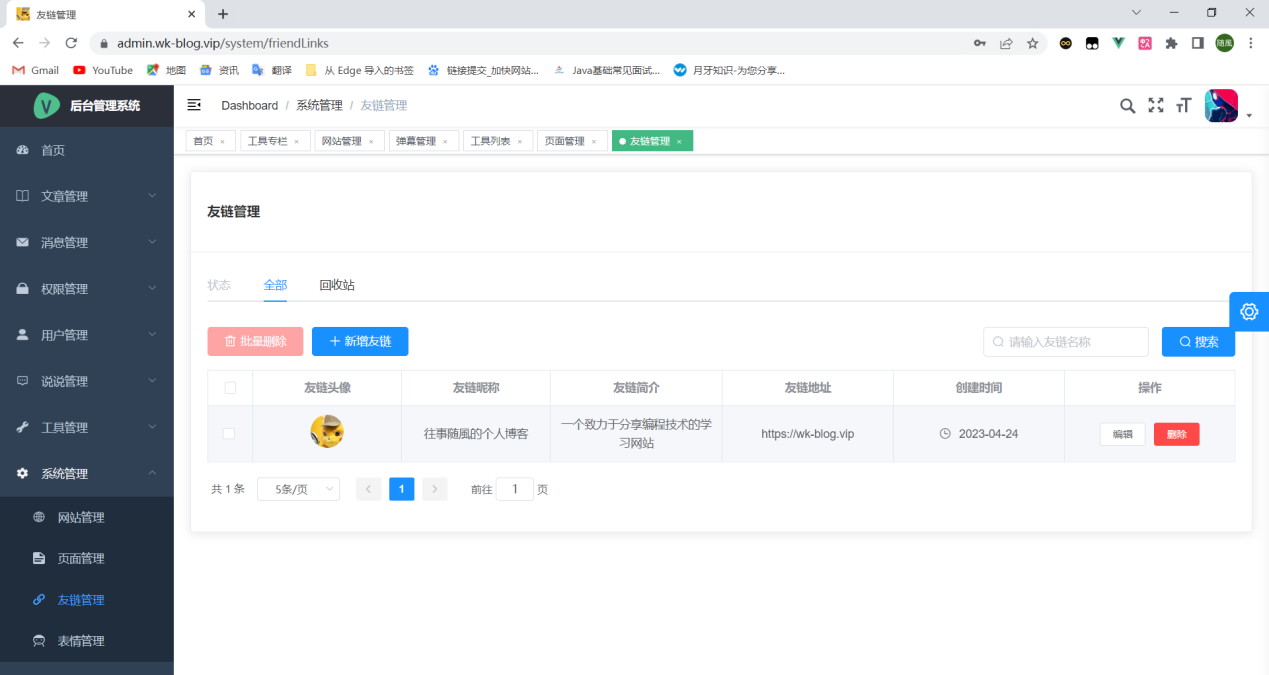 友链管理
admin.wk-blog.vip/system/friendLinks
随風
Gmail
YouTube
地图
资讯
翻译
从 Edge 导入的书签
链接提交_加快网站...
Java基础常见面试...
月牙知识-为您分享...
V
后台管理系统
Dashboard / 系统管理 / 友链管理
首页 ×
工具专栏 ×
网站管理 ×
弹幕管理 ×
工具列表 ×
页面管理 ×
友链管理 ×
首页
文章管理
消息管理
权限管理
用户管理
说说管理
工具管理
系统管理
网站管理
页面管理
友链管理
表情管理
友链管理
状态
全部
回收站
批量删除
新增友链
请输入友链名称
搜索
友链头像
友链昵称
友链简介
友链地址
创建时间
操作
往事随風的个人博客
一个致力于分享编程技术的学
习网站
https://wk-blog.vip
2023-04-24
编辑
删除
共 1 条
5条/页
1
前往 1 页